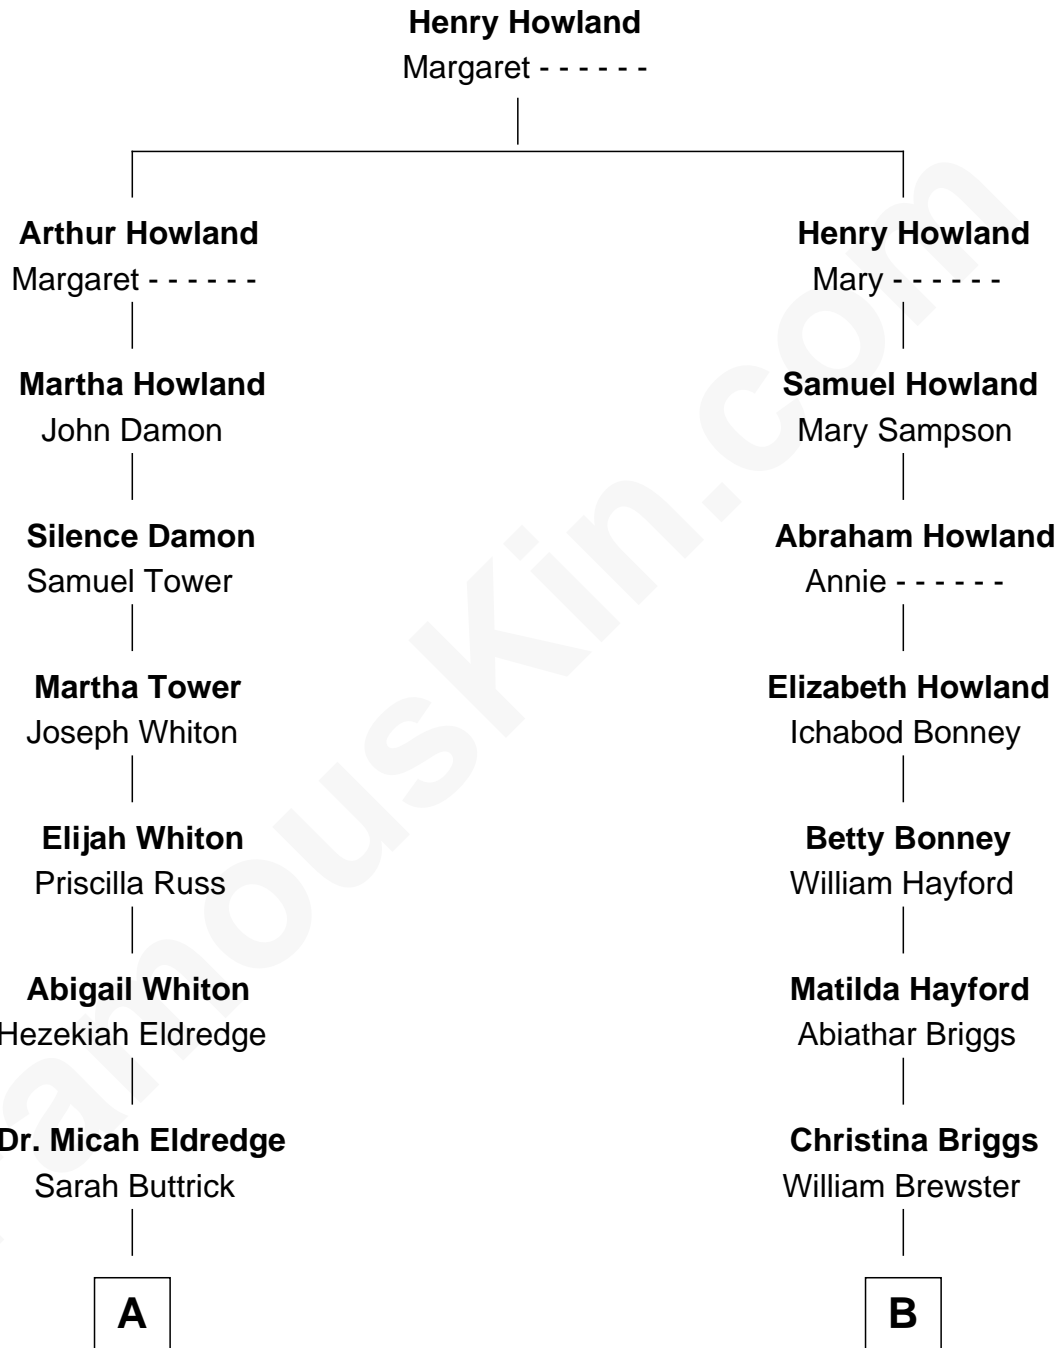 Henry Howland
Margaret - - - - - -
Arthur Howland
Margaret - - - - - -
Henry Howland
Mary - - - - - -
Martha Howland
John Damon
Samuel Howland
Mary Sampson
Silence Damon
Samuel Tower
Abraham Howland
Annie - - - - - -
Martha Tower
Joseph Whiton
Elizabeth Howland
Ichabod Bonney
Elijah Whiton
Priscilla Russ
Betty Bonney
William Hayford
Abigail Whiton
Hezekiah Eldredge
Matilda Hayford
Abiathar Briggs
Dr. Micah Eldredge
Sarah Buttrick
Christina Briggs
William Brewster
A
B
FamousKin.com